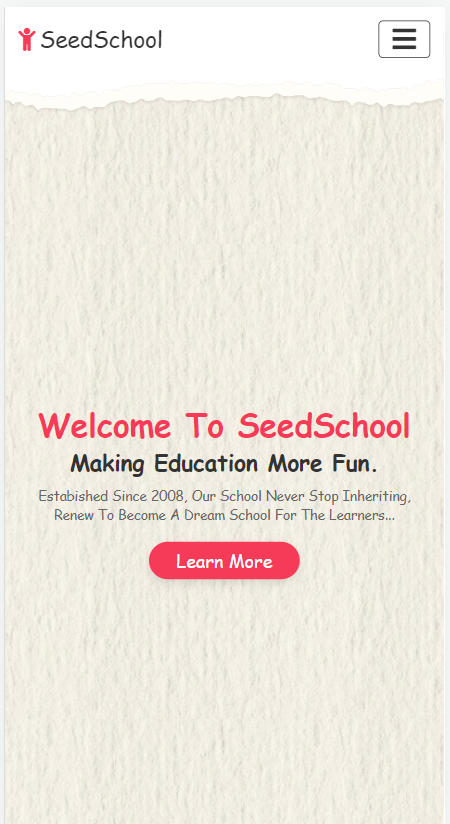 SeedSchool
Welcome To SeedSchool
Making Education More Fun.
Estabished Since 2008, Our School Never Stop Inheriting,
Renew To Become A Dream School For The Learners...
Learn More